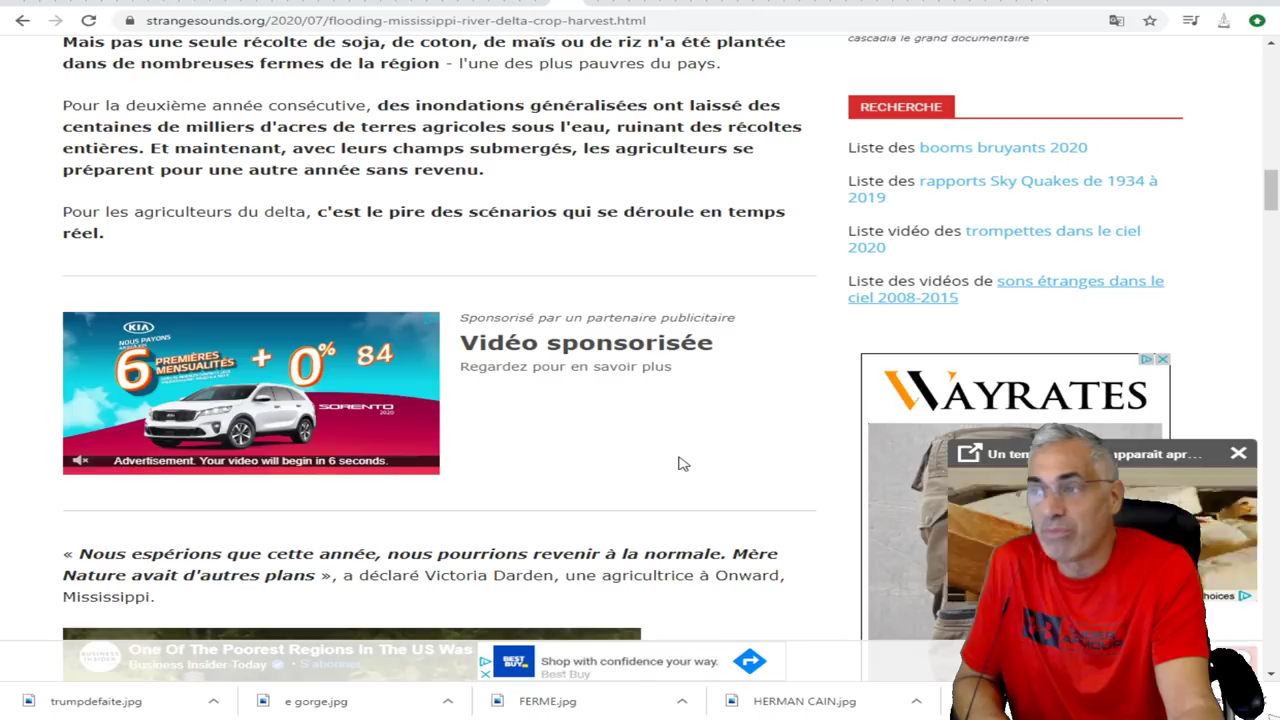 strangesounds.org/2020/07/flooding-mississippi-river-delta-crop-harvest.html
Mais pas une seule récolte de soja, de coton, de maïs ou de riz n'a été plantée
dans de nombreuses fermes de la région - l'une des plus pauvres du pays.
Pour la deuxième année consécutive, des inondations généralisées ont laissé des
centaines de milliers d'acres de terres agricoles sous l'eau, ruinant des récoltes
entières. Et maintenant, avec leurs champs submergés, les agriculteurs se
préparent pour une autre année sans revenu.
Pour les agriculteurs du delta, c'est le pire des scénarios qui se déroule en temps
réel.
KIA
NOUS PAYONS
6 PREMIÈRES
MENSUALITÉS + 0% 84
SORENTO
2020
Advertisement. Your video will begin in 6 seconds.
Sponsorisé par un partenaire publicitaire
Vidéo sponsorisée
Regardez pour en savoir plus
« Nous espérions que cette année, nous pourrions revenir à la normale. Mère
Nature avait d'autres plans », a déclaré Victoria Darden, une agricultrice à Onward,
Mississippi.
BUSINESS
INSIDER
One Of The Poorest Regions In The US Was
Business Insider Today • 5 abonnés
BEST
BUY
Shop with confidence your way.
Best Buy
cascadia le grand documentaire
RECHERCHE
Liste des booms bruyants 2020
Liste des rapports Sky Quakes de 1934 à
2019
Liste vidéo des trompettes dans le ciel
2020
Liste des vidéos de sons étranges dans le
ciel 2008-2015
WAYRATES
Un
apr...
hoices
UNDER
ARMOUR
trumpdefaite.jpg
e gorge.jpg
FERME.jpg
HERMAN CAIN.jpg